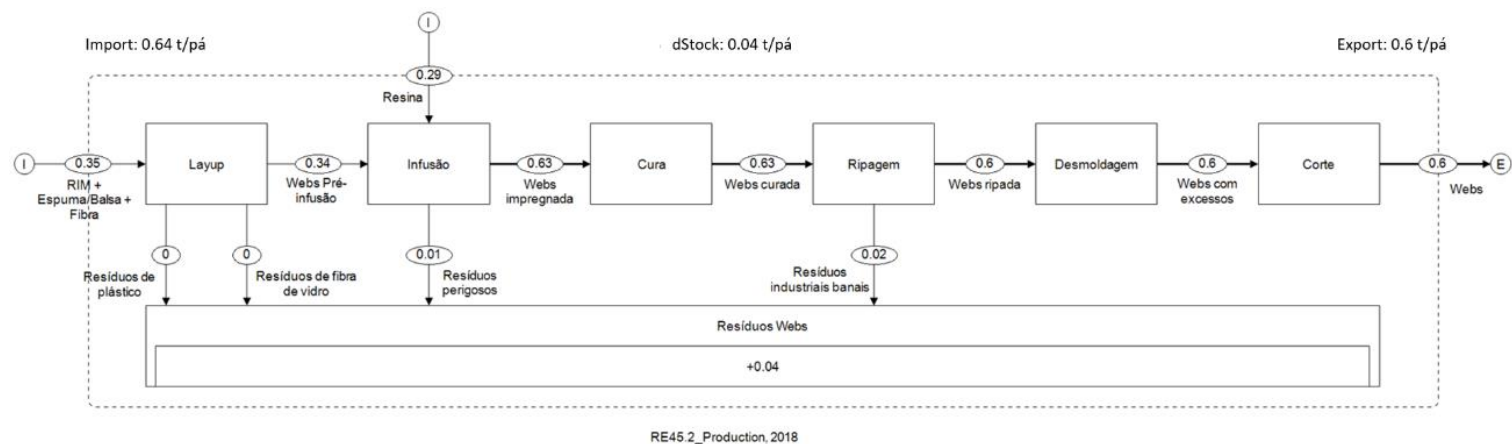 I
Import: 0.64 t/pá
dStock: 0.04 t/pá
Export: 0.6 t/pá
0.29
Resina
I
0.35
RIM +
Espuma/Balsa +
Fibra
Layup
0.34
Webs Pré-
infusão
Infusão
0.63
Webs
impregnada
Cura
0.63
Webs curada
Ripagem
0.6
Webs ripada
Desmoldagem
0.6
Webs com
excessos
Corte
0.6
Webs
E
0
Resíduos de
plástico
0
Resíduos de fibra
de vidro
0.01
Resíduos
perigosos
0.02
Resíduos
industriais banais
Resíduos Webs
+0.04
RE45.2_Production, 2018